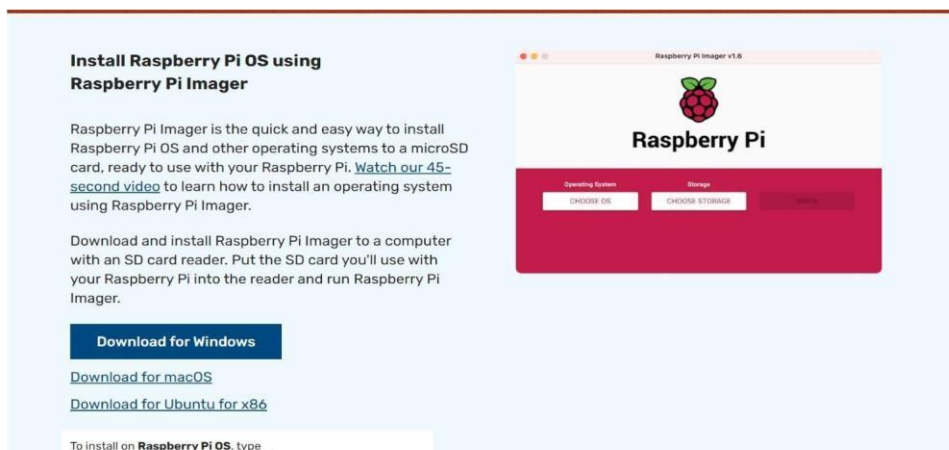 Install Raspberry Pi OS using
Raspberry Pi Imager
Raspberry Pi Imager is the quick and easy way to install
Raspberry Pi OS and other operating systems to a microSD
card, ready to use with your Raspberry Pi. Watch our 45-
second video to learn how to install an operating system
using Raspberry Pi Imager.
Download and install Raspberry Pi Imager to a computer
with an SD card reader. Put the SD card you'll use with
your Raspberry Pi into the reader and run Raspberry Pi
Imager.
Download for Windows
Download for macOS
Download for Ubuntu for x86
To install on Raspberry Pi OS, type
Raspberry Pi Imager v1.6
Raspberry Pi
Operating System
Storage
CHOOSE OS
CHOOSE STORAGE
WRITE